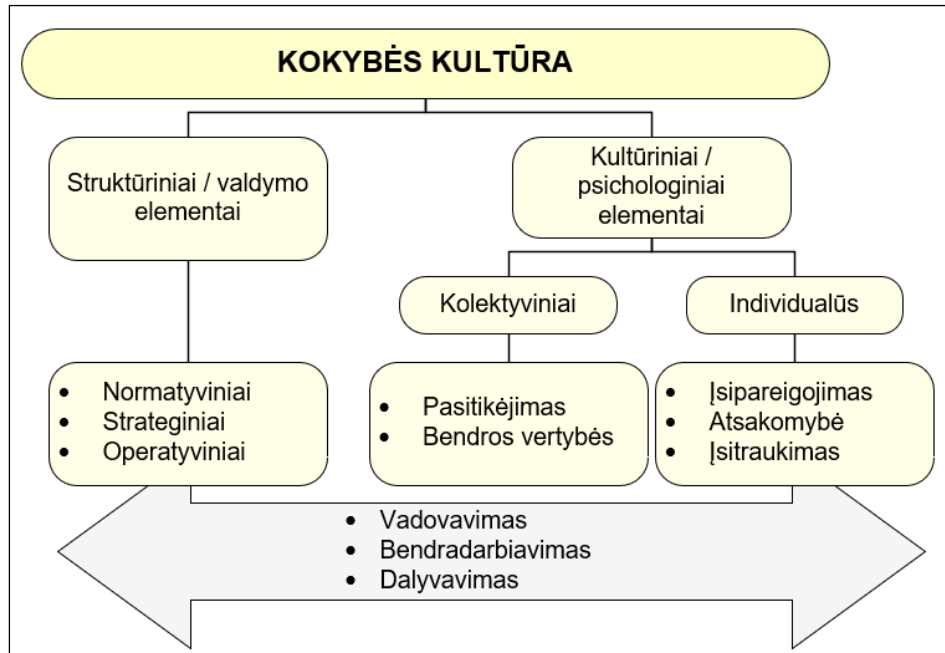 KOKYBĖS KULTŪRA
Struktūriniai / valdymo
elementai
Kultūriniai /
psichologiniai
elementai
Kolektyviniai
Individualūs
• Normatyviniai
• Strateginiai
• Operatyviniai
• Pasitikėjimas
• Bendros vertybės
• Įsipareigojimas
• Atsakomybė
• Įsitraukimas
• Vadovavimas
• Bendradarbiavimas
• Dalyvavimas